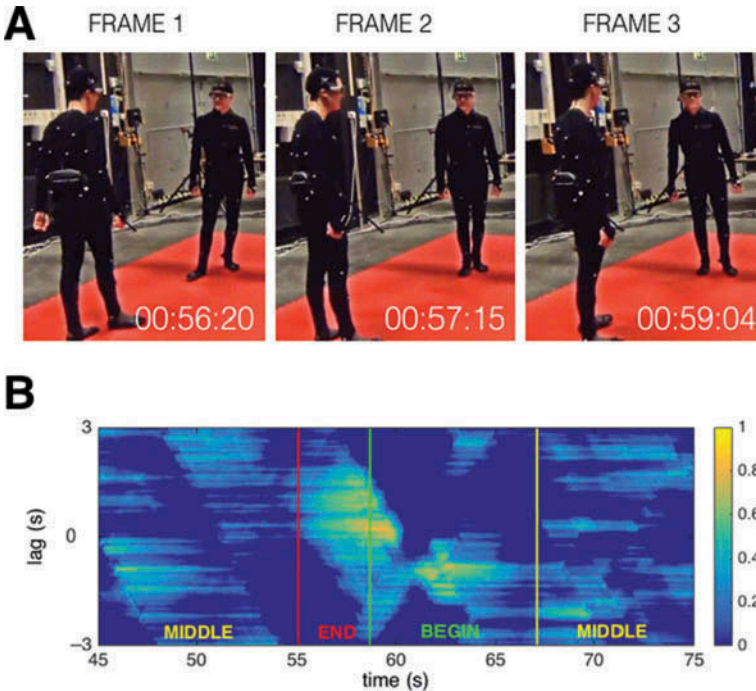 A
FRAME 1 FRAME 2 FRAME 3
00:56:20 00:57:15 00:59:04
B
3
0
−3
lag (s)
MIDDLE END BEGIN MIDDLE
45 50 55 60 65 70 75
time (s)
1
0.8
0.6
0.4
0.2
0